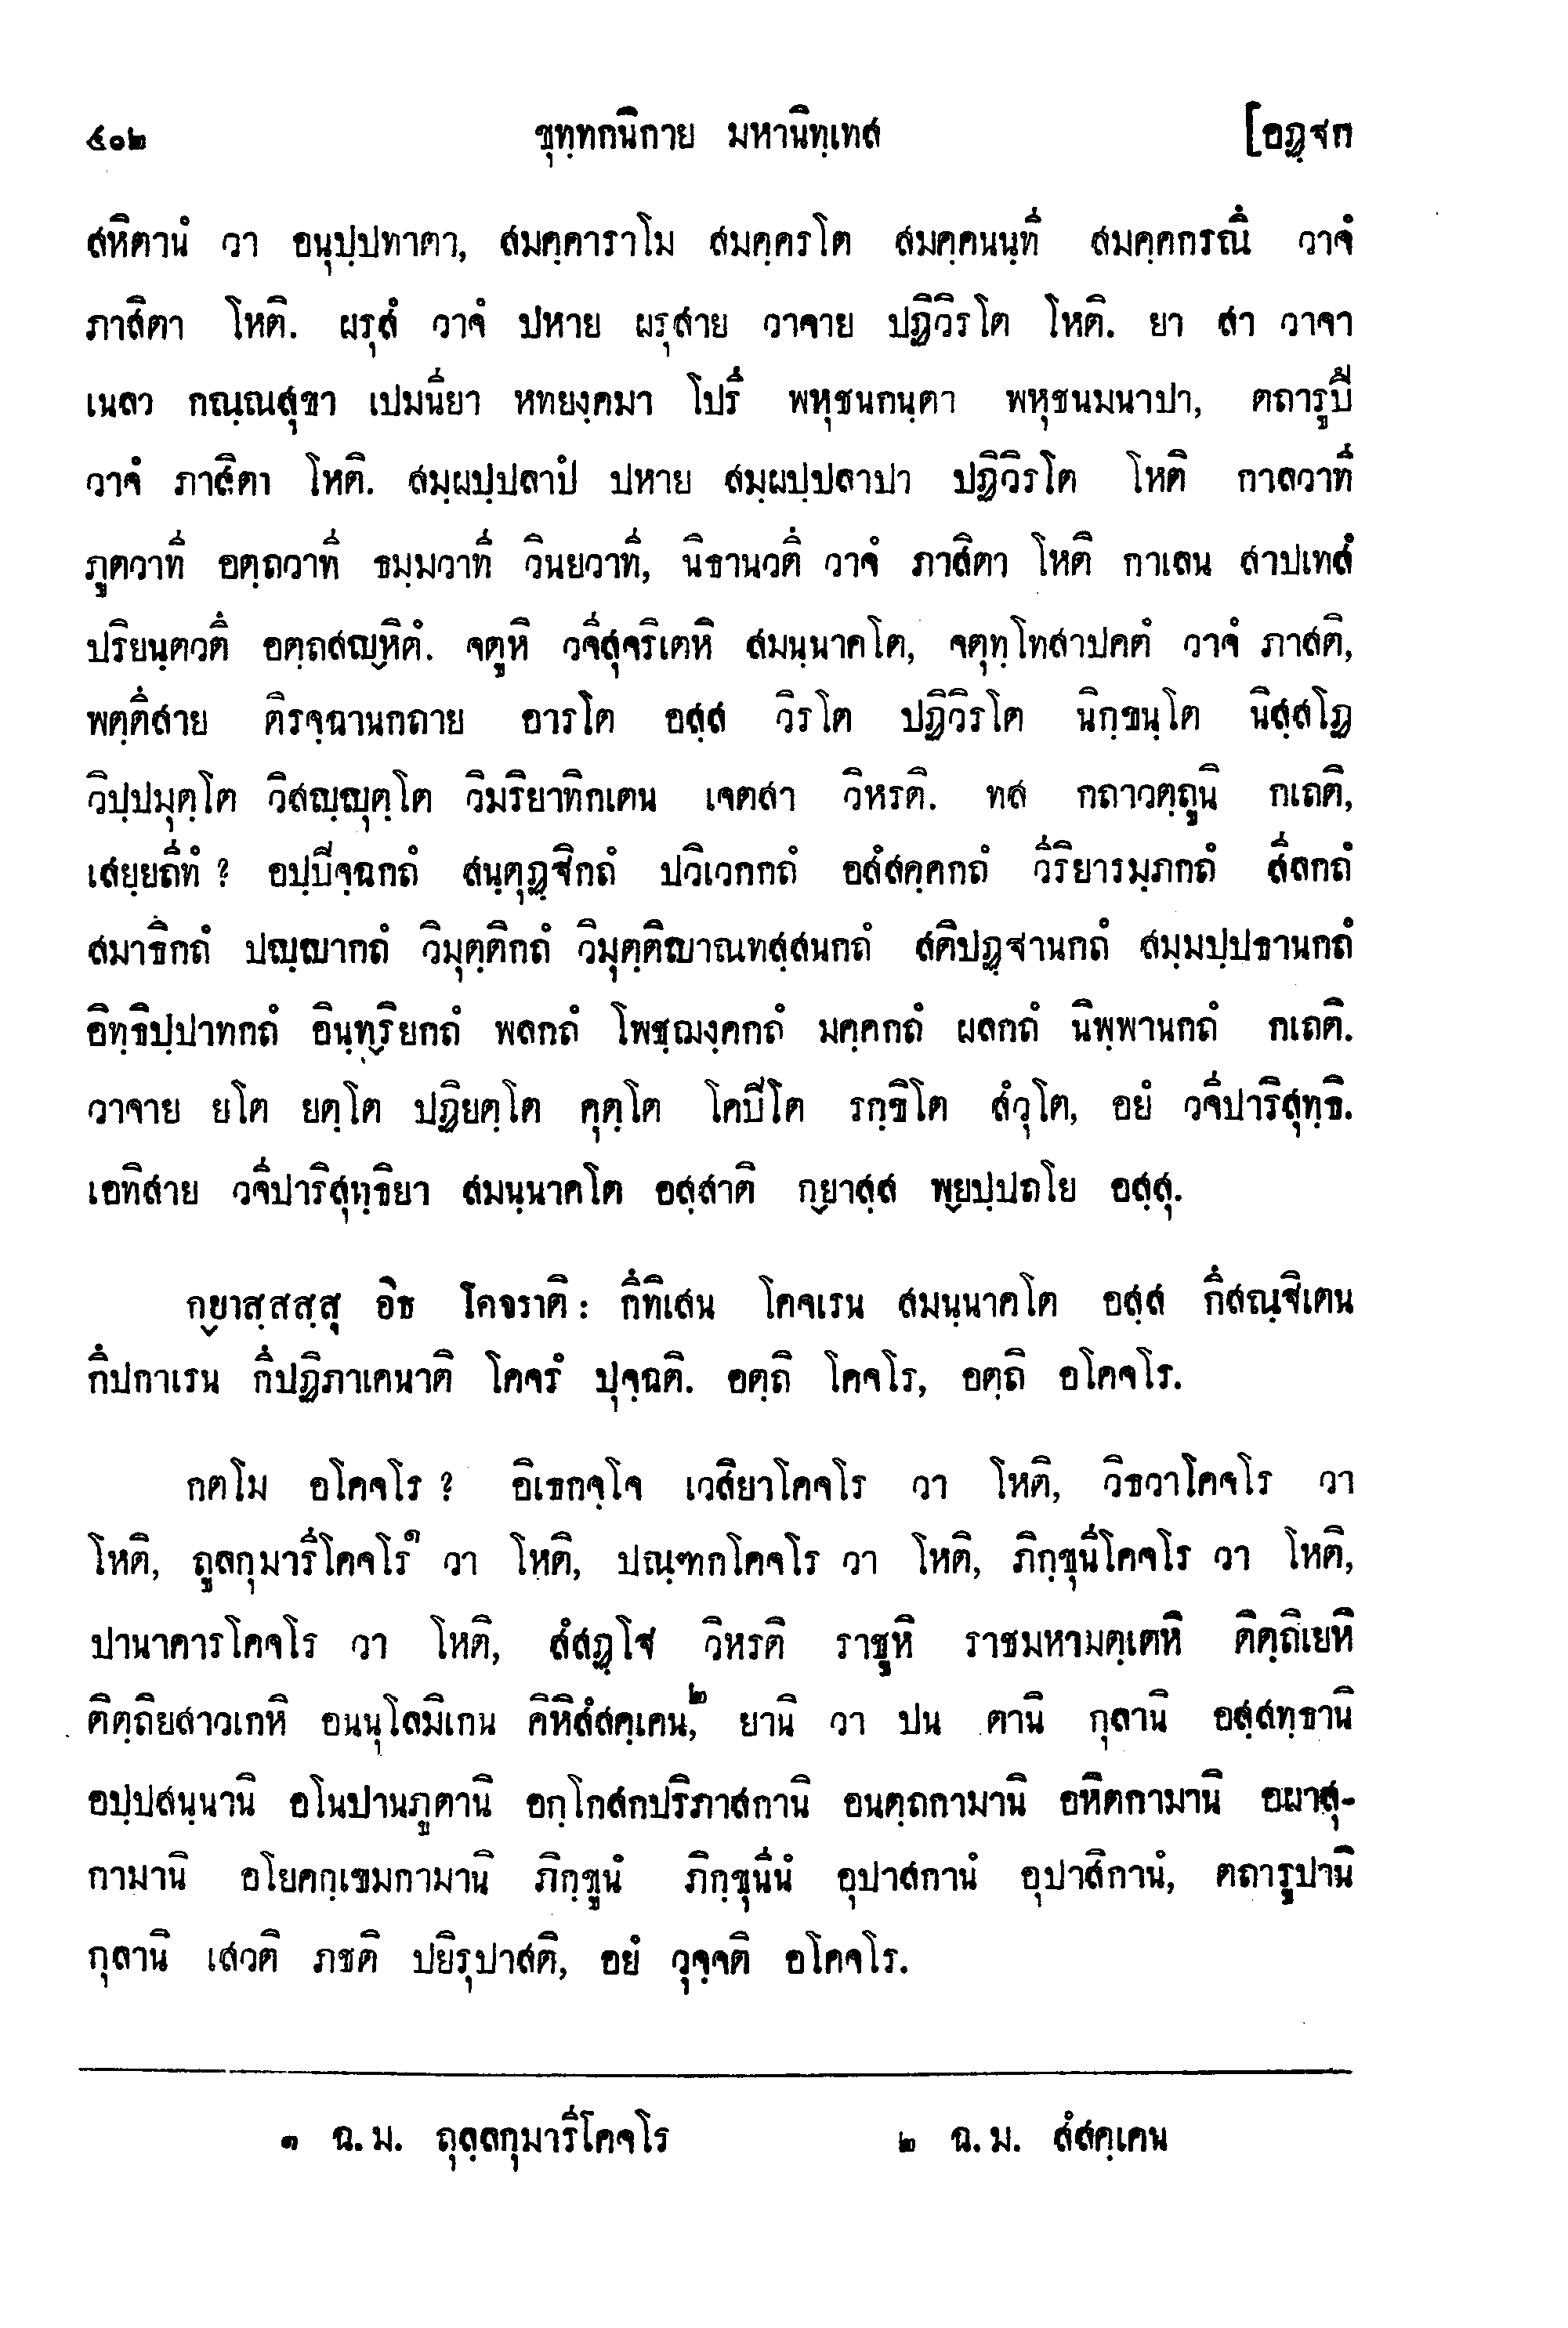 ๕๐๒ ขุทฺทกนิกาย มหานิทฺเทส [อฏฺฐก
สหิตานํ วา อนุปฺปทาตา, สมคฺคาราโม สมคฺครโต สมคฺคนนฺที สมคฺคกรณึ วาจํ
ภาสิตา โหติ. ผรุสํ วาจํ ปหาย ผรุสาย วาจาย ปฏิวิรโต โหติ. ยา สา วาจา
เนลา กณฺณสุขา เปมนียา หทยงฺคมา โปรี พหุชนกนฺตา พหุชนมนาปา, ตถารูปึ
วาจํ ภาสิตา โหติ. สมฺผปฺปลาปํ ปหาย สมฺผปฺปลาปา ปฏิวิรโต โหติ กาลวาที
ภูตวาที อตฺถวาที ธมฺมวาที วินยวาที, นิธานวตึ วาจํ ภาสิตา โหติ กาเลน สาปเทสํ
ปริยนฺตวตึ อตฺถสญฺหิตํ. จตูหิ วจีสุจริเตหิ สมนฺนาคโต, จตุทฺโทสาปคตํ วาจํ ภาสติ,
พตฺตึสาย ติรจฺฉานกถาย อารโต อสฺส วิรโต ปฏิวิรโต นิกฺขนฺโต นิสฺสโฏ
วิปฺปมุตฺโต วิสญฺญุตฺโต วิมริยาทิกเตน เจตสา วิหรติ. ทส กถาวตฺถูนิ กเถติ,
เสยฺยถีทํ ? อปฺปิจฺฉกถํ สนฺตุฏฺฐิกถํ ปวิเวกกถํ อสํสคฺคกถํ วีริยารมฺภกถํ สีลกถํ
สมาธิกถํ ปญฺญากถํ วิมุตฺติกถํ วิมุตฺติญาณทสฺสนกถํ สติปฏฺฐานกถํ สมฺมปฺปธานกถํ
อิทฺธิปฺปาทกถํ อินฺทฺริยกถํ พลกถํ โพชฺฌงฺคกถํ มคฺคกถํ ผลกถํ นิพฺพานกถํ กเถติ.
วาจาย ยโต ยตฺโต ปฏิยตฺโต คุตฺโต โคปิโต รกฺขิโต สํวุโต, อยํ วจีปาริสุทฺธิ.
เอทิสาย วจีปาริสุทฺธิยา สมนฺนาคโต อสฺสาติ กฺยาสฺส พฺยปฺปถโย อสฺสุ.
กฺยาสฺสสฺสุ อิธ โคจราติ : กีทิเสน โคจเรน สมนฺนาคโต อสฺส กึสณฺฐิเตน
กึปกาเรน กึปฏิภาเคนาติ โคจรํ ปุจฺฉติ. อตฺถิ โคจโร, อตฺถิ อโคจโร.
กตโม อโคจโร ? อิเธกจฺโจ เวสิยาโคจโร วา โหติ, วิธวาโคจโร วา
โหติ, ถูลกุมารีโคจโร๑ วา โหติ, ปณฺฑกโคจโร วา โหติ, ภิกฺขุนีโคจโร วา โหติ,
ปานาคารโคจโร วา โหติ, สํสฏฺโฐ วิหรติ ราชูหิ ราชมหามตฺเตหิ ติตฺถิเยหิ
ติตฺถิยสาวเกหิ อนนุโลมิเกน คิหิสํสคฺเคน,๒ ยานิ วา ปน ตานิ กุลานิ อสฺสทฺธานิ
อปฺปสนฺนานิ อโนปานภูตานิ อกฺโกสกปริภาสกานิ อนตฺถกามานิ อหิตกามานิ อผาสุ-
กามานิ อโยคกฺเขมกามานิ ภิกฺขูนํ ภิกฺขุนีนํ อุปาสกานํ อุปาสิกานํ, ตถารูปานิ
กุลานิ เสวติ ภชติ ปยิรุปาสติ, อยํ วุจฺจติ อโคจโร.
๑ ฉ. ม. ถุลฺลกุมารีโคจโร ๒ ฉ. ม. สํสคฺเคน